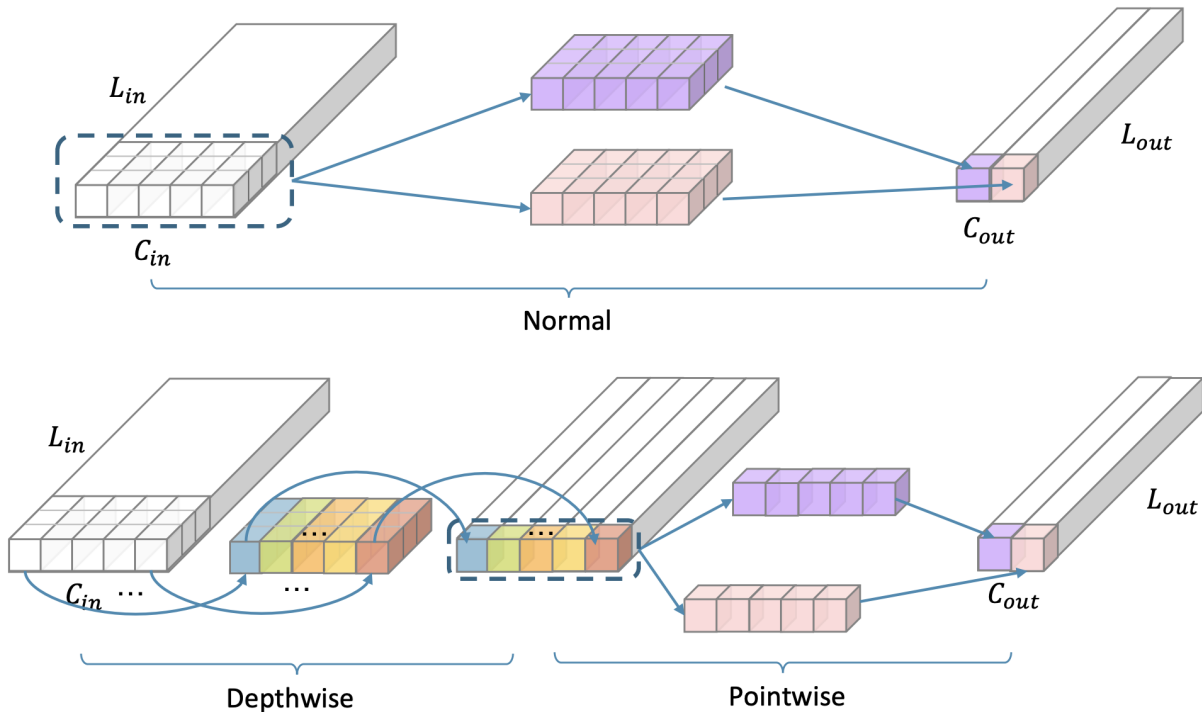 L_in
L_out
C_in
C_out
Normal
L_in
...
...
L_out
C_in ...
...
C_out
Depthwise
Pointwise